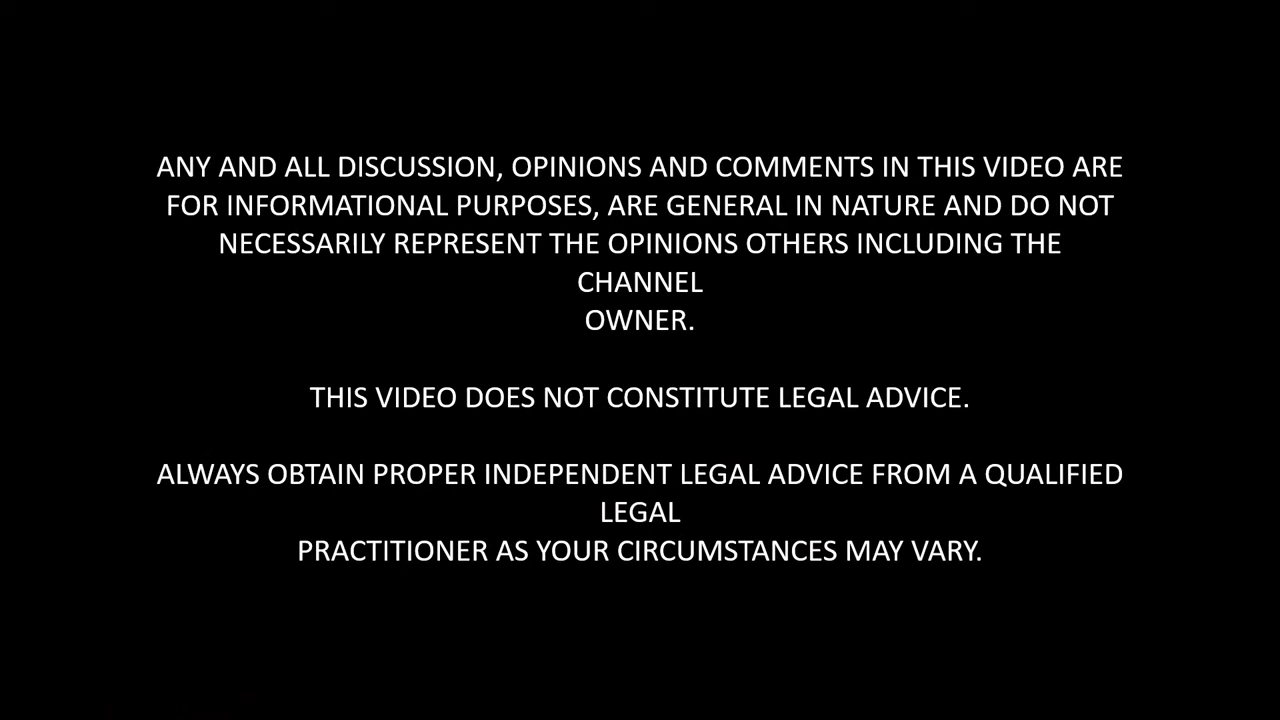 ANY AND ALL DISCUSSION, OPINIONS AND COMMENTS IN THIS VIDEO ARE
FOR INFORMATIONAL PURPOSES, ARE GENERAL IN NATURE AND DO NOT
NECESSARILY REPRESENT THE OPINIONS OTHERS INCLUDING THE
CHANNEL
OWNER.
THIS VIDEO DOES NOT CONSTITUTE LEGAL ADVICE.
ALWAYS OBTAIN PROPER INDEPENDENT LEGAL ADVICE FROM A QUALIFIED
LEGAL
PRACTITIONER AS YOUR CIRCUMSTANCES MAY VARY.